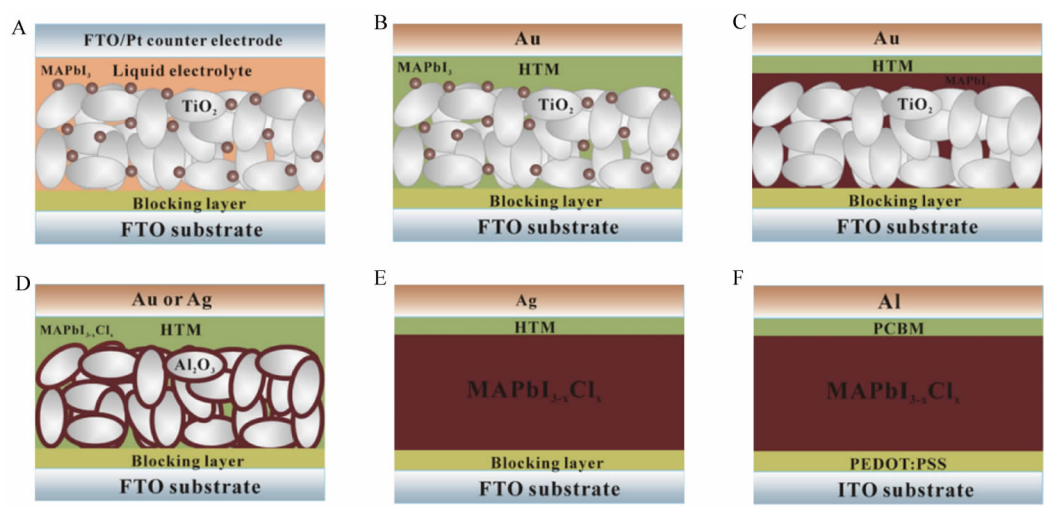 A
FTO/Pt counter electrode
MAPbI₃
Liquid electrolyte
TiO₂
Blocking layer
FTO substrate
B
Au
MAPbI₃
HTM
TiO₂
Blocking layer
FTO substrate
C
Au
HTM
MAPbI₃
TiO₂
Blocking layer
FTO substrate
D
Au or Ag
MAPbI₃₋ₓClₓ
HTM
Al₂O₃
Blocking layer
FTO substrate
E
Ag
HTM
MAPbI₃₋ₓClₓ
Blocking layer
FTO substrate
F
Al
PCBM
MAPbI₃₋ₓClₓ
PEDOT:PSS
ITO substrate